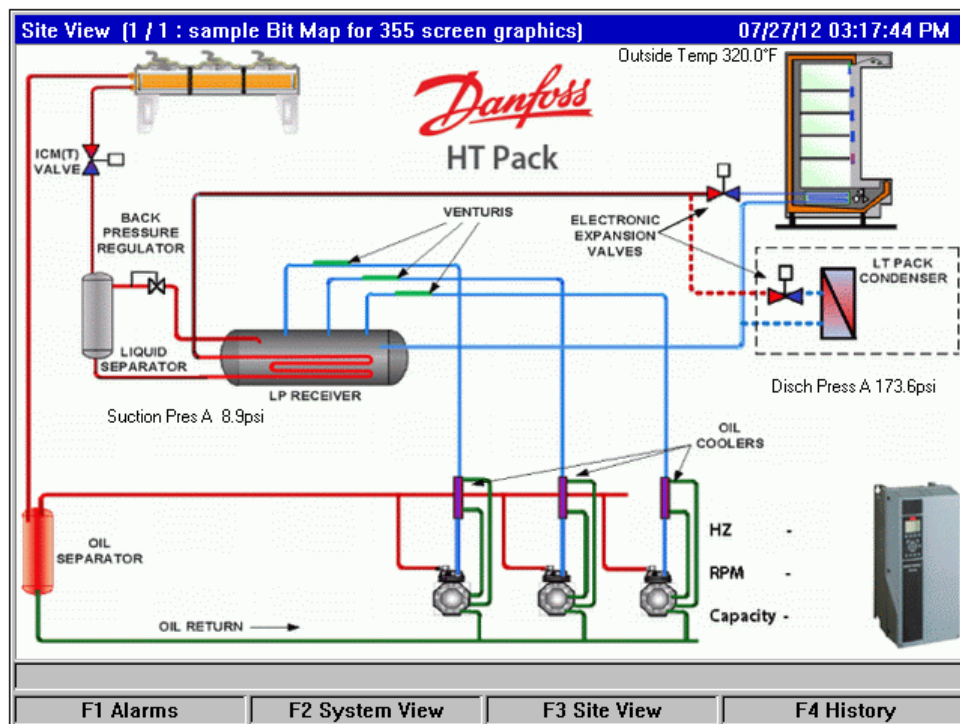 Site View (1 / 1 : sample Bit Map for 355 screen graphics) 07/27/12 03:17:44 PM
Outside Temp 320.0°F
Danfoss
HT Pack
ICM(T)
VALVE
BACK
PRESSURE
REGULATOR
VENTURIS
ELECTRONIC
EXPANSION
VALVES
LT PACK
CONDENSER
LIQUID
SEPARATOR
LP RECEIVER
Disch Press A 173.6psi
Suction Pres A 8.9psi
OIL
COOLERS
OIL
SEPARATOR
HZ -
RPM -
Capacity -
OIL RETURN
F1 Alarms
F2 System View
F3 Site View
F4 History